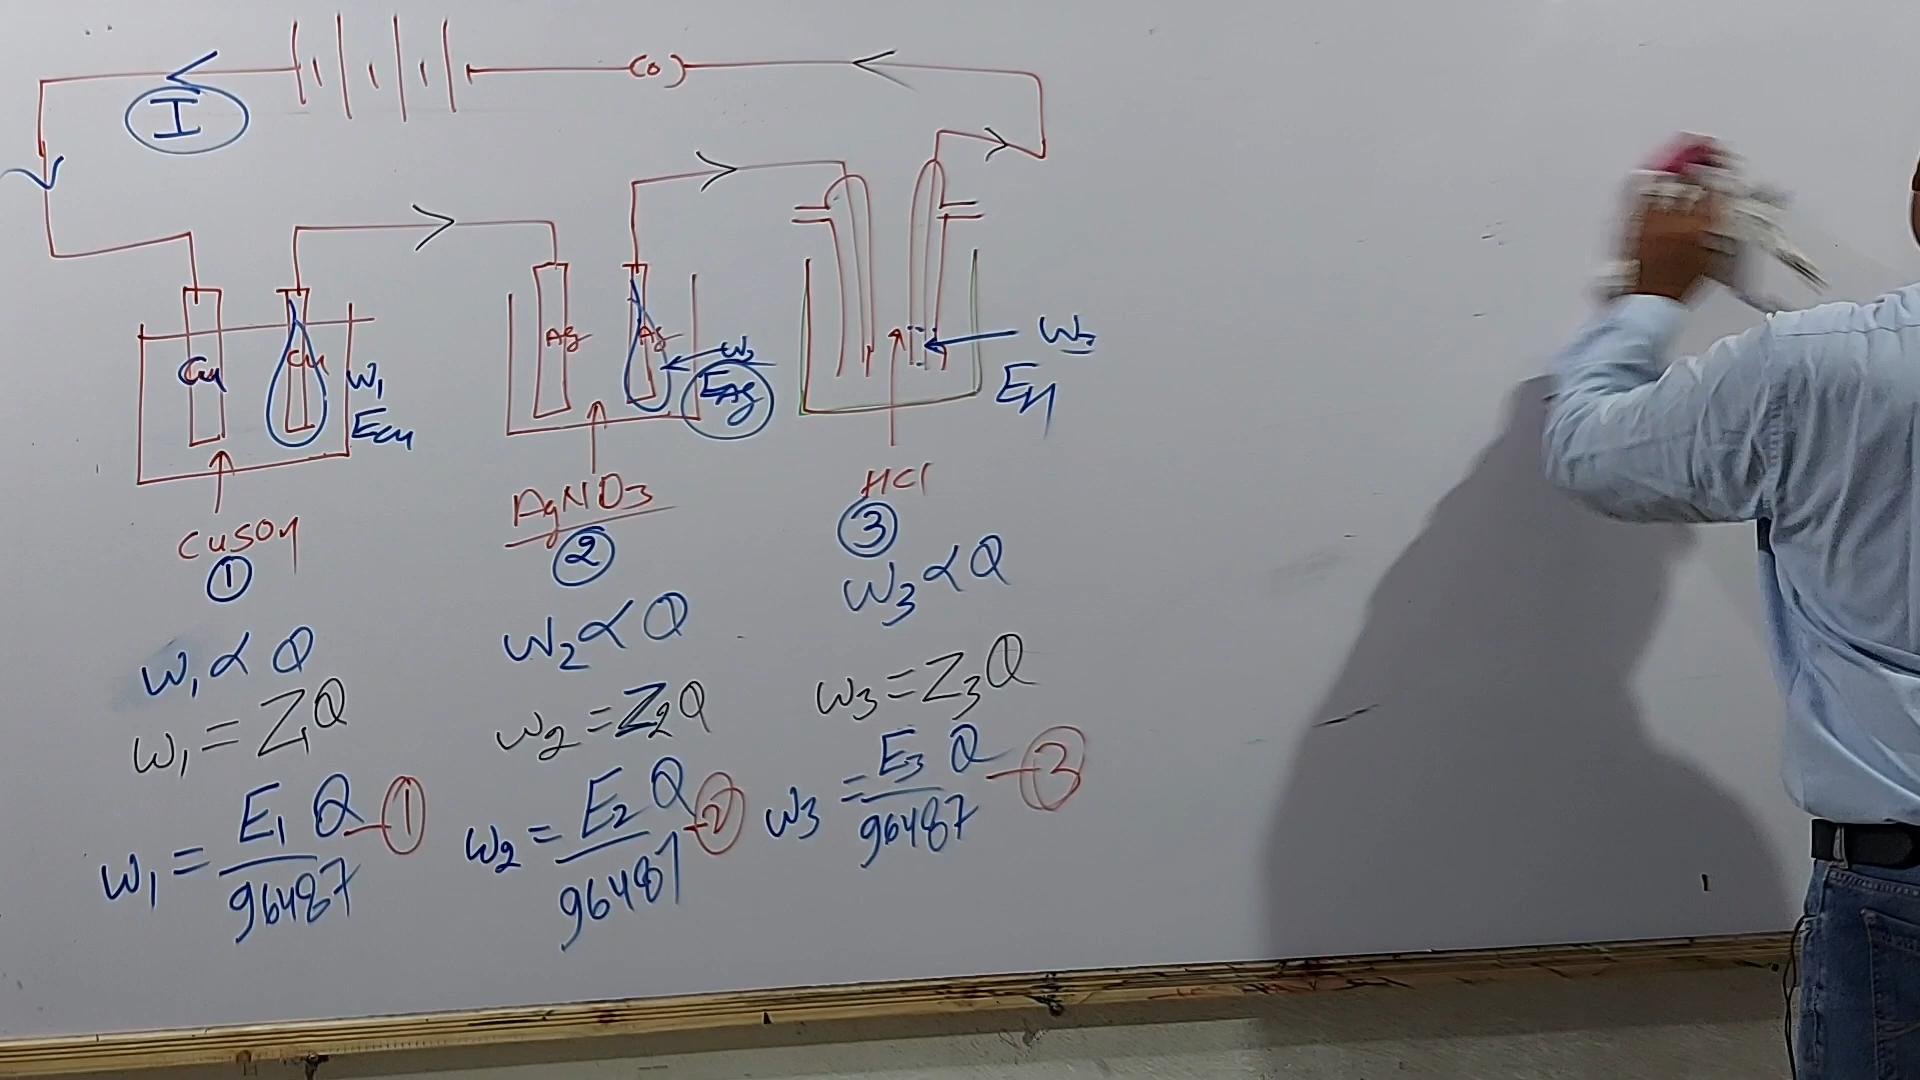 (o)
I
Cu
Cu
W1
Ecu
Ag
Ag
W2
EAg
W3
EH
CuSO4
1
AgNO3
2
HCl
3
W1 ∝ Q
W2 ∝ Q
W3 ∝ Q
W1 = Z1Q
W2 = Z2Q
W3 = Z3Q
W1 = E1 Q / 96487 — 1
W2 = E2 Q / 96487 — 2
W3 = E3 Q / 96487 — 3